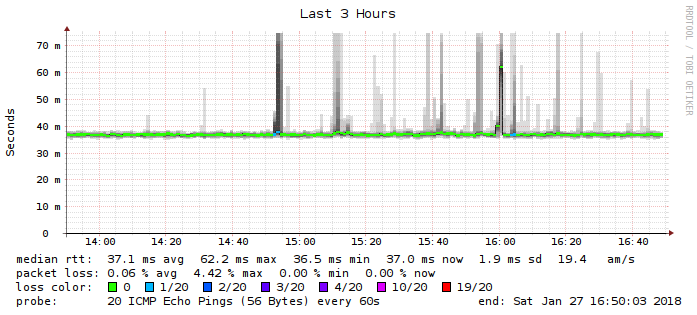 Last 3 Hours
RRDTOOL / TOBI OETIKER
Seconds
70 m
60 m
50 m
40 m
30 m
20 m
10 m
0
14:00 14:20 14:40 15:00 15:20 15:40 16:00 16:20 16:40
median rtt: 37.1 ms avg 62.2 ms max 36.5 ms min 37.0 ms now 1.9 ms sd 19.4 am/s
packet loss: 0.06 % avg 4.42 % max 0.00 % min 0.00 % now
loss color: 0 1/20 2/20 3/20 4/20 10/20 19/20
probe: 20 ICMP Echo Pings (56 Bytes) every 60s end: Sat Jan 27 16:50:03 2018